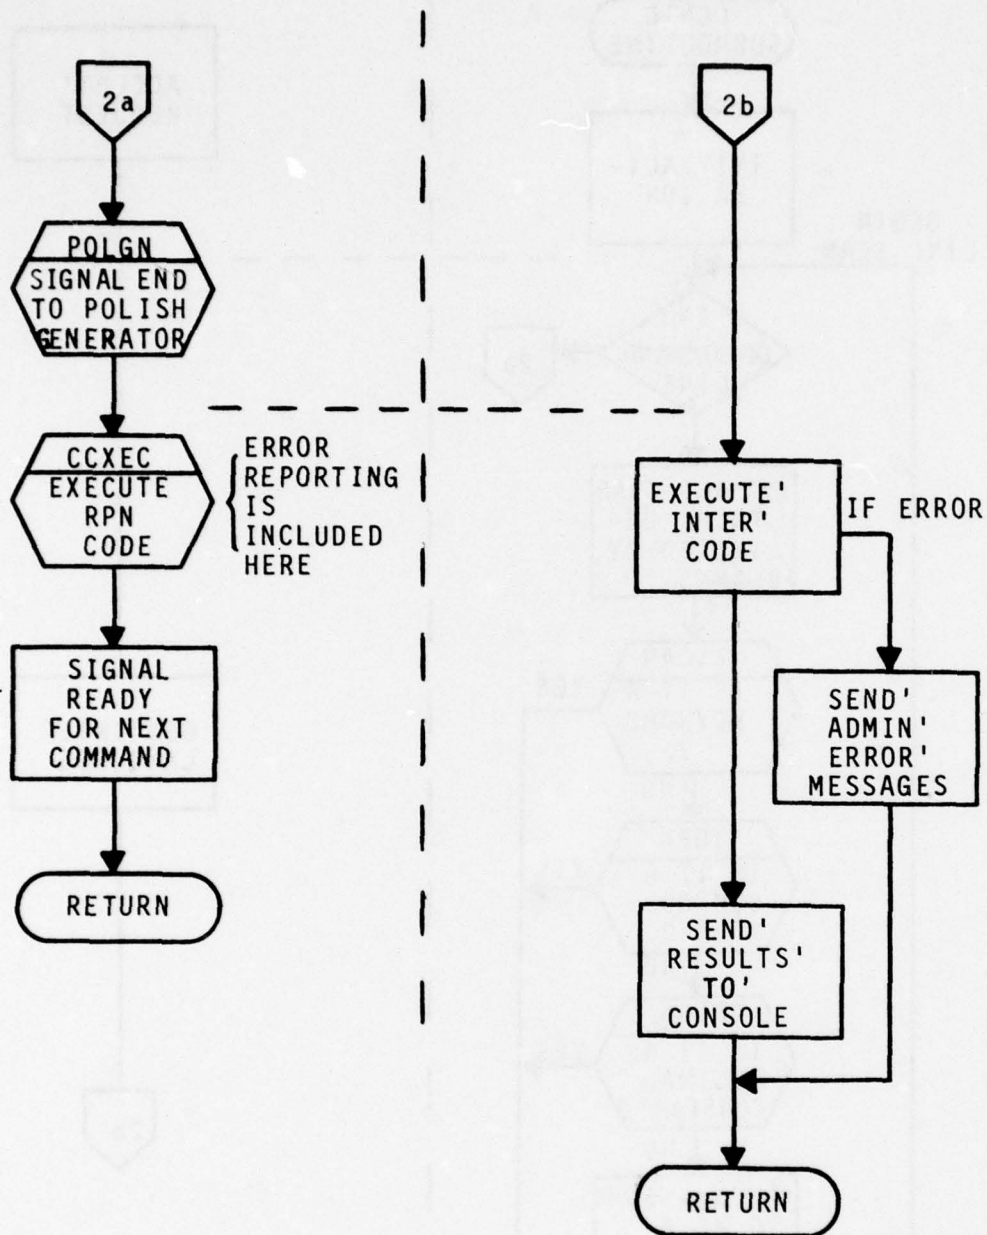 2a
POLGN
SIGNAL END
TO POLISH
GENERATOR
CCXEC
EXECUTE
RPN
CODE
ERROR
REPORTING
IS
INCLUDED
HERE
SIGNAL
READY
FOR NEXT
COMMAND
RETURN
2b
EXECUTE'
INTER'
CODE
IF ERROR
SEND'
ADMIN'
ERROR'
MESSAGES
SEND'
RESULTS'
TO'
CONSOLE
RETURN